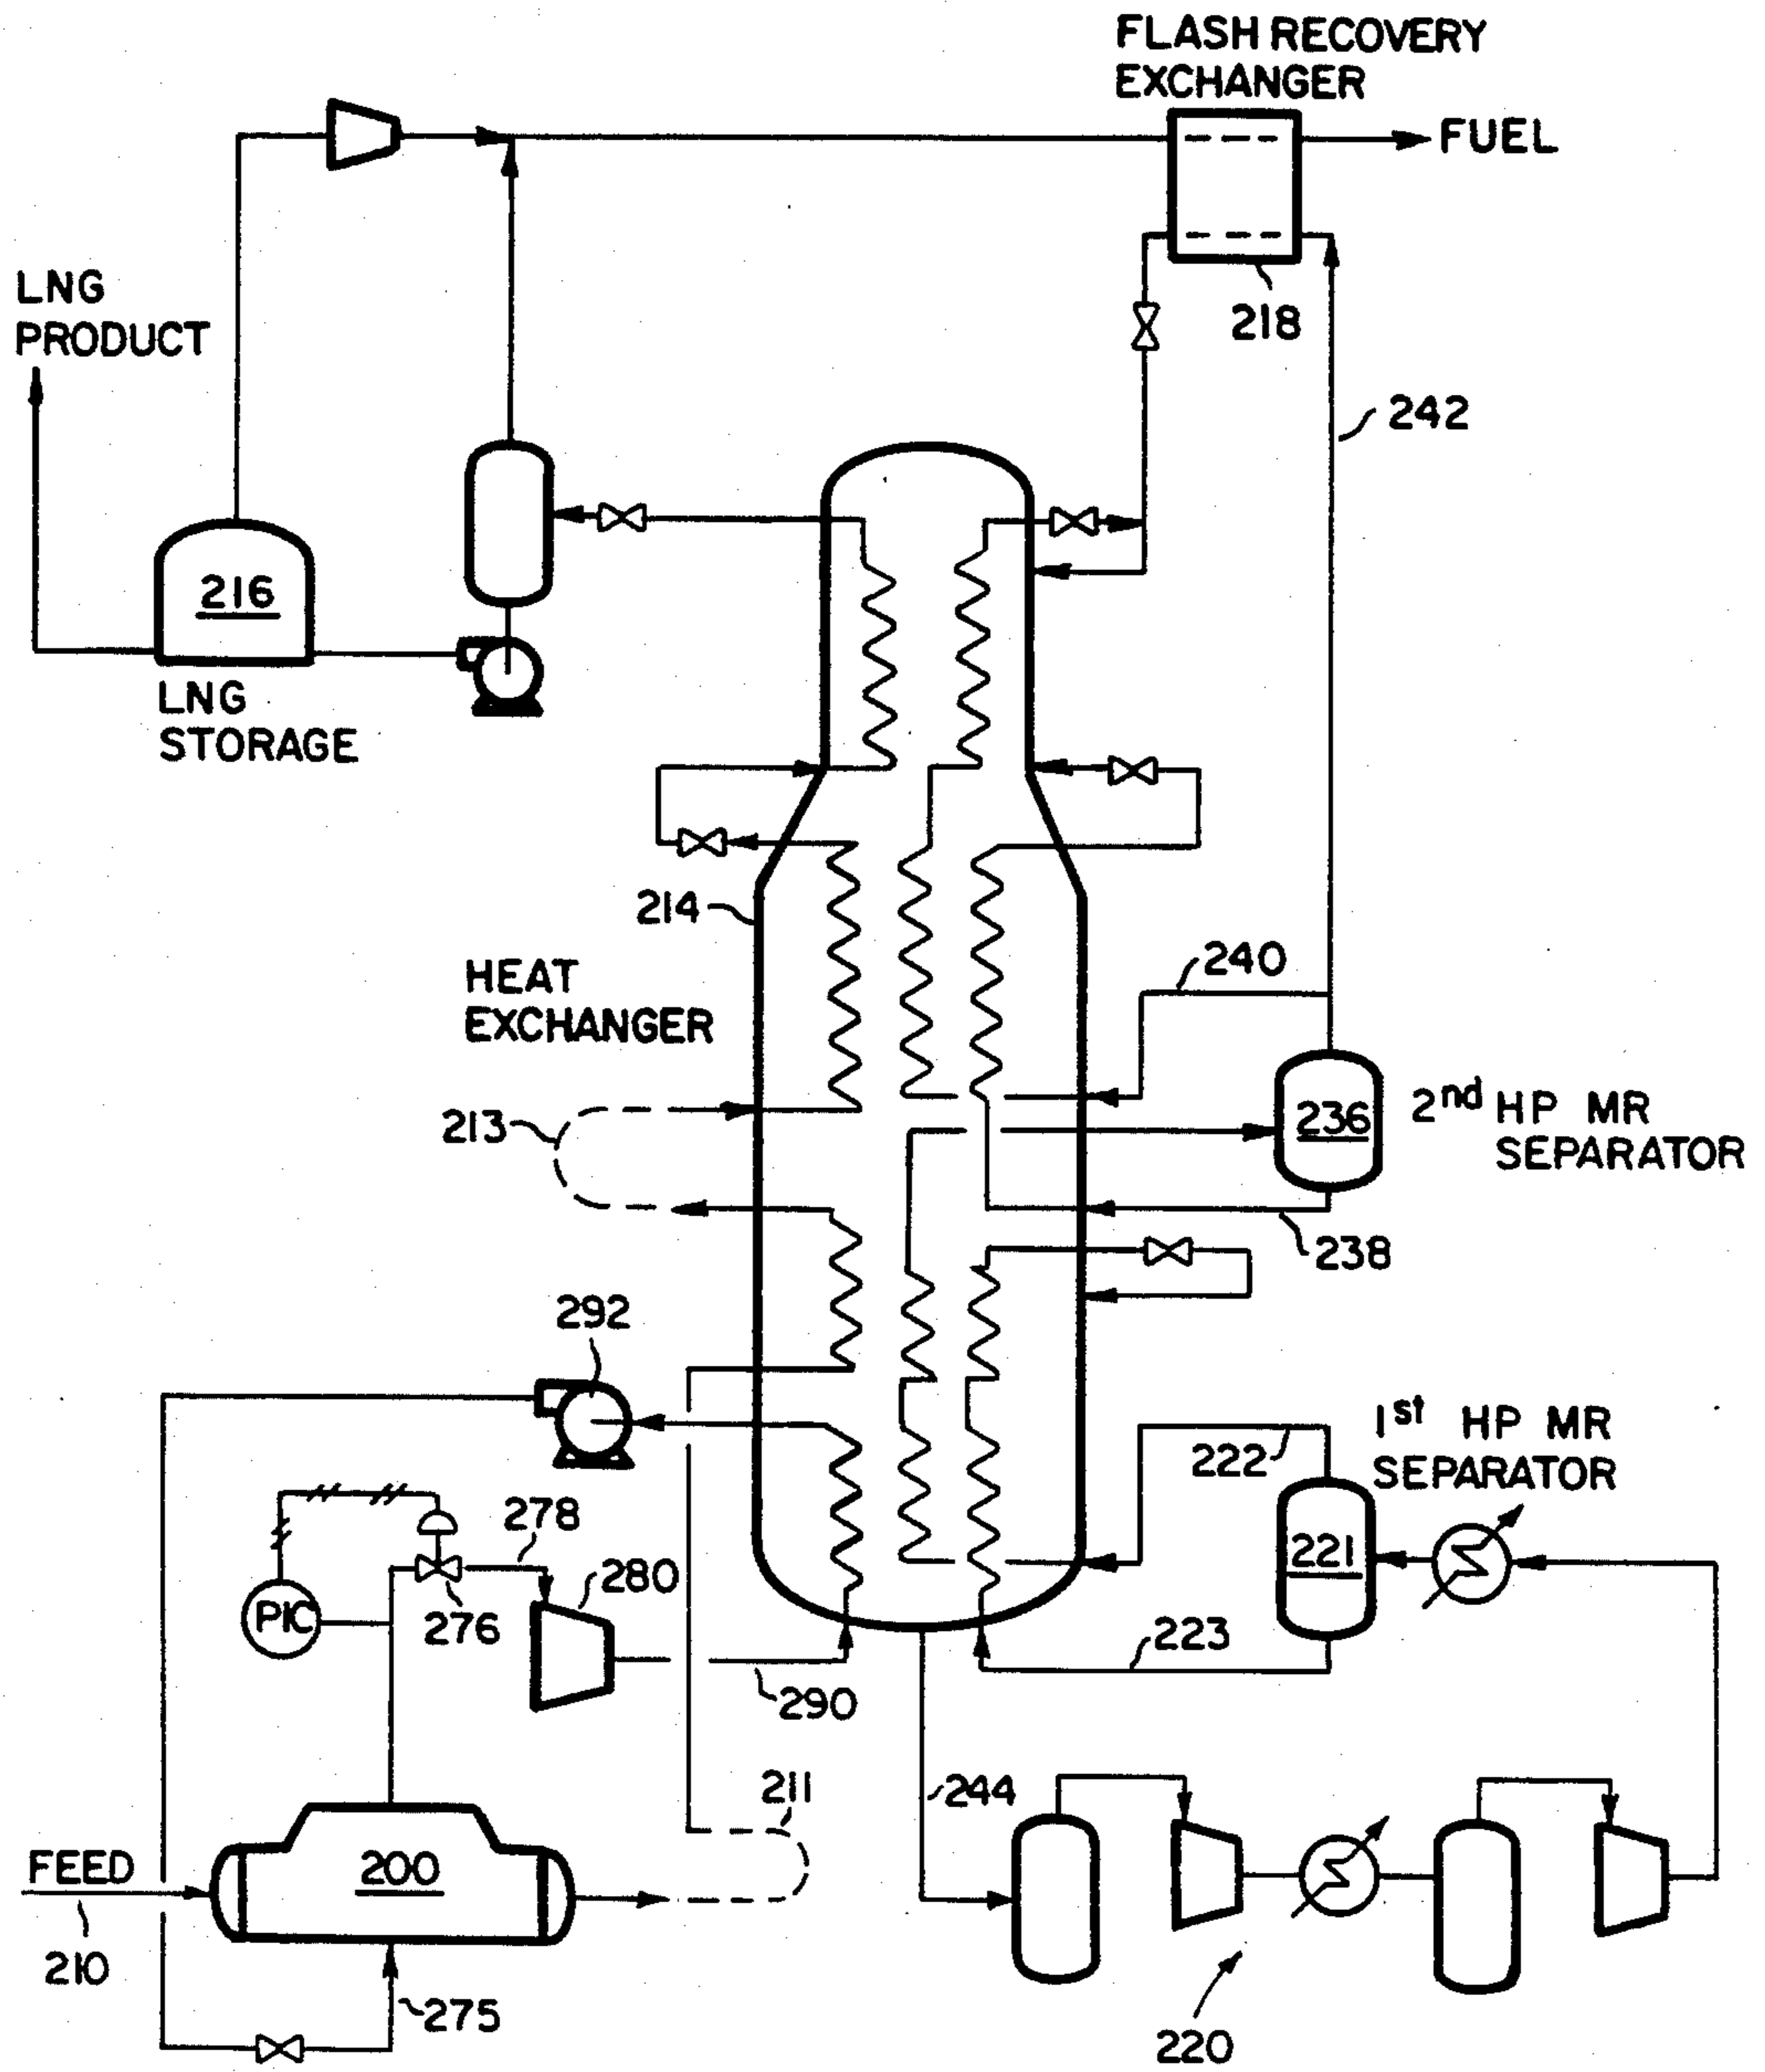 FLASH RECOVERY
EXCHANGER
FUEL
218
LNG
PRODUCT
242
216
LNG
STORAGE
214
240
HEAT
EXCHANGER
213
236
2nd HP MR
SEPARATOR
238
292
1st HP MR
SEPARATOR
222
278
221
280
PIC
276
223
290
211
244
FEED
200
210
275
220